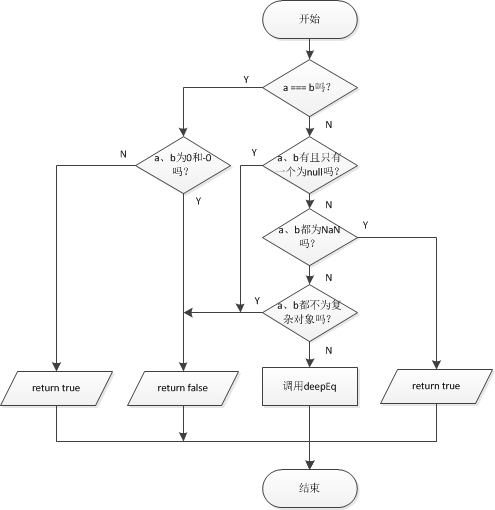 开始
a === b吗？
Y
N
a、b为0和-0
吗？
N
Y
a、b有且只有
一个为null吗？
Y
N
a、b都为NaN
吗？
Y
N
a、b都不为复
杂对象吗？
Y
N
return true
return false
调用deepEq
return true
结束